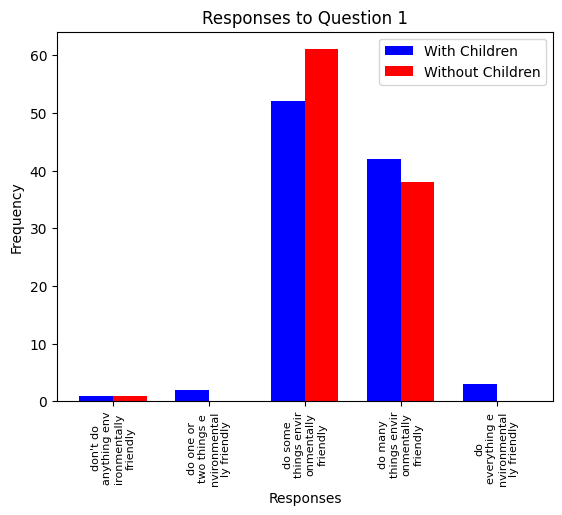 Responses to Question 1
With Children
Without Children
60
50
40
30
20
10
0
Frequency
don't do
anything env
ironmentally
friendly
do one or
two things e
nvironmental
ly friendly
do some
things envir
onmentally
friendly
do many
things envir
onmentally
friendly
do
everything e
nvironmental
ly friendly
Responses